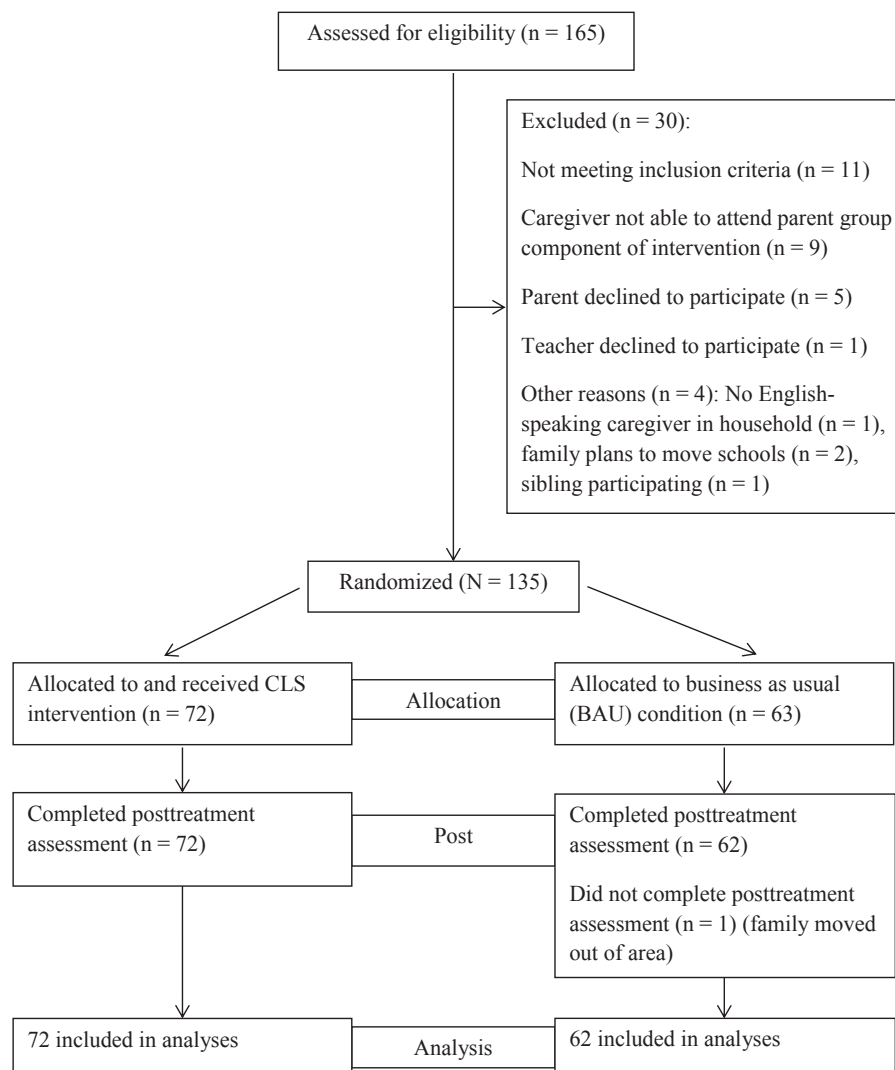 Assessed for eligibility (n = 165)
Excluded (n = 30):
Not meeting inclusion criteria (n = 11)
Caregiver not able to attend parent group
component of intervention (n = 9)
Parent declined to participate (n = 5)
Teacher declined to participate (n = 1)
Other reasons (n = 4): No English-
speaking caregiver in household (n = 1),
family plans to move schools (n = 2),
sibling participating (n = 1)
Randomized (N = 135)
Allocated to and received CLS
intervention (n = 72)
Allocation
Allocated to business as usual
(BAU) condition (n = 63)
Completed posttreatment
assessment (n = 72)
Post
Completed posttreatment
assessment (n = 62)
Did not complete posttreatment
assessment (n = 1) (family moved
out of area)
72 included in analyses
Analysis
62 included in analyses